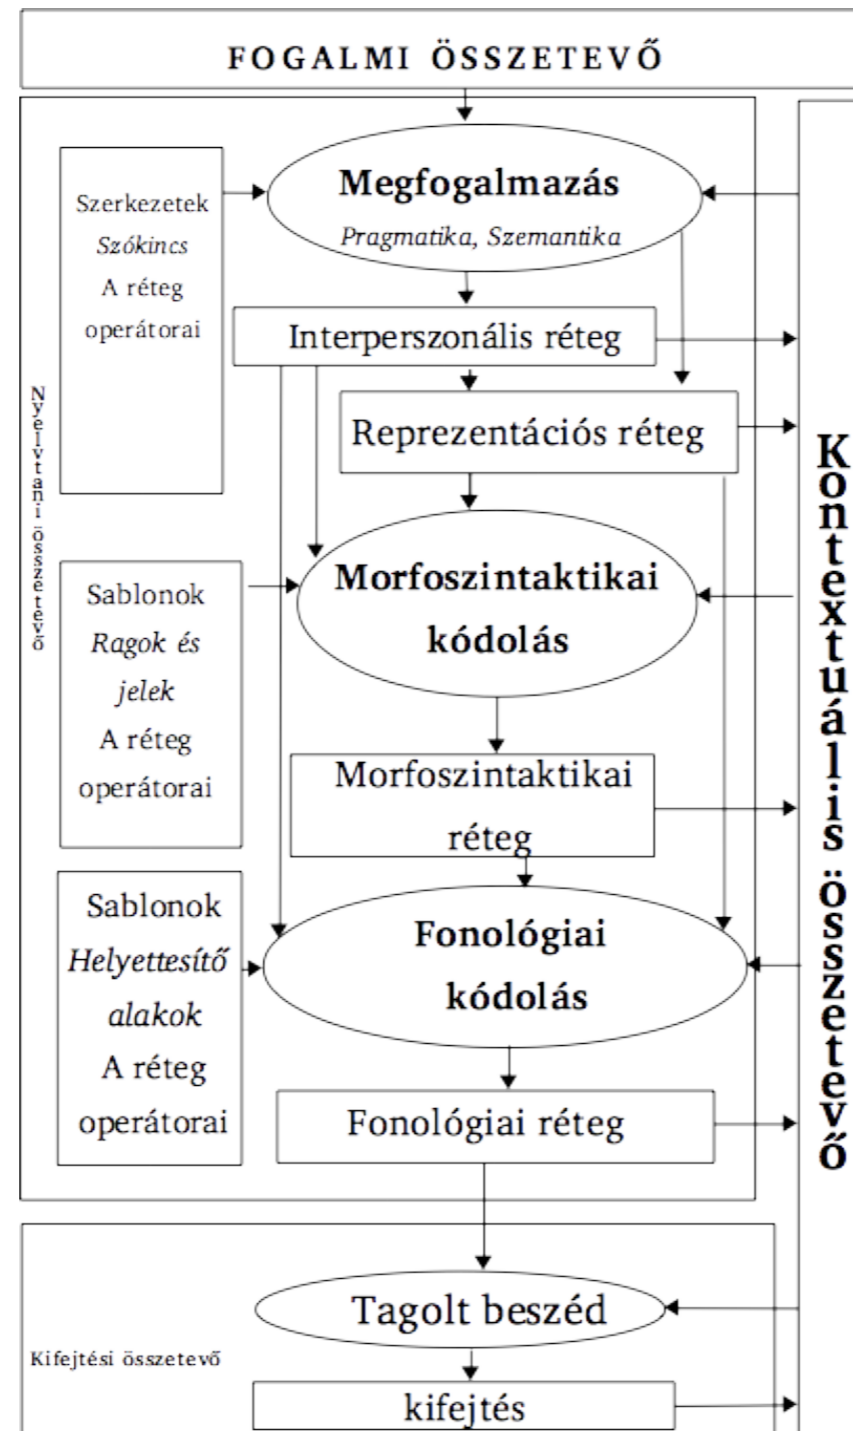 FOGALMI ÖSSZETEVŐ
Megfogalmazás
Pragmatika, Szemantika
Szerkezetek
Szókincs
A réteg
operátorai
Interperszonális réteg
Reprezentációs réteg
Nyelvtani összetevő
Kontextuális összetevő
Morfoszintaktikai
kódolás
Sablonok
Ragok és
jelek
A réteg
operátorai
Morfoszintaktikai
réteg
Sablonok
Helyettesítő
alakok
A réteg
operátorai
Fonológiai
kódolás
Fonológiai réteg
Tagolt beszéd
Kifejtési összetevő
kifejtés